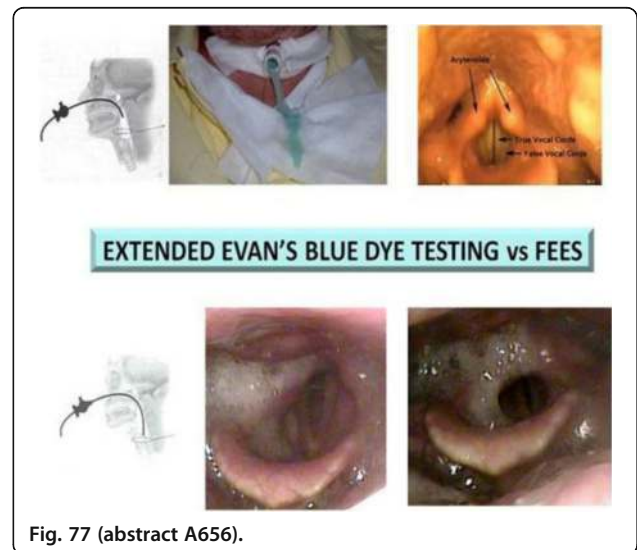 Arytenoids
True Vocal Cords
False Vocal Cords
EXTENDED EVAN'S BLUE DYE TESTING vs FEES
Fig. 77 (abstract A656).